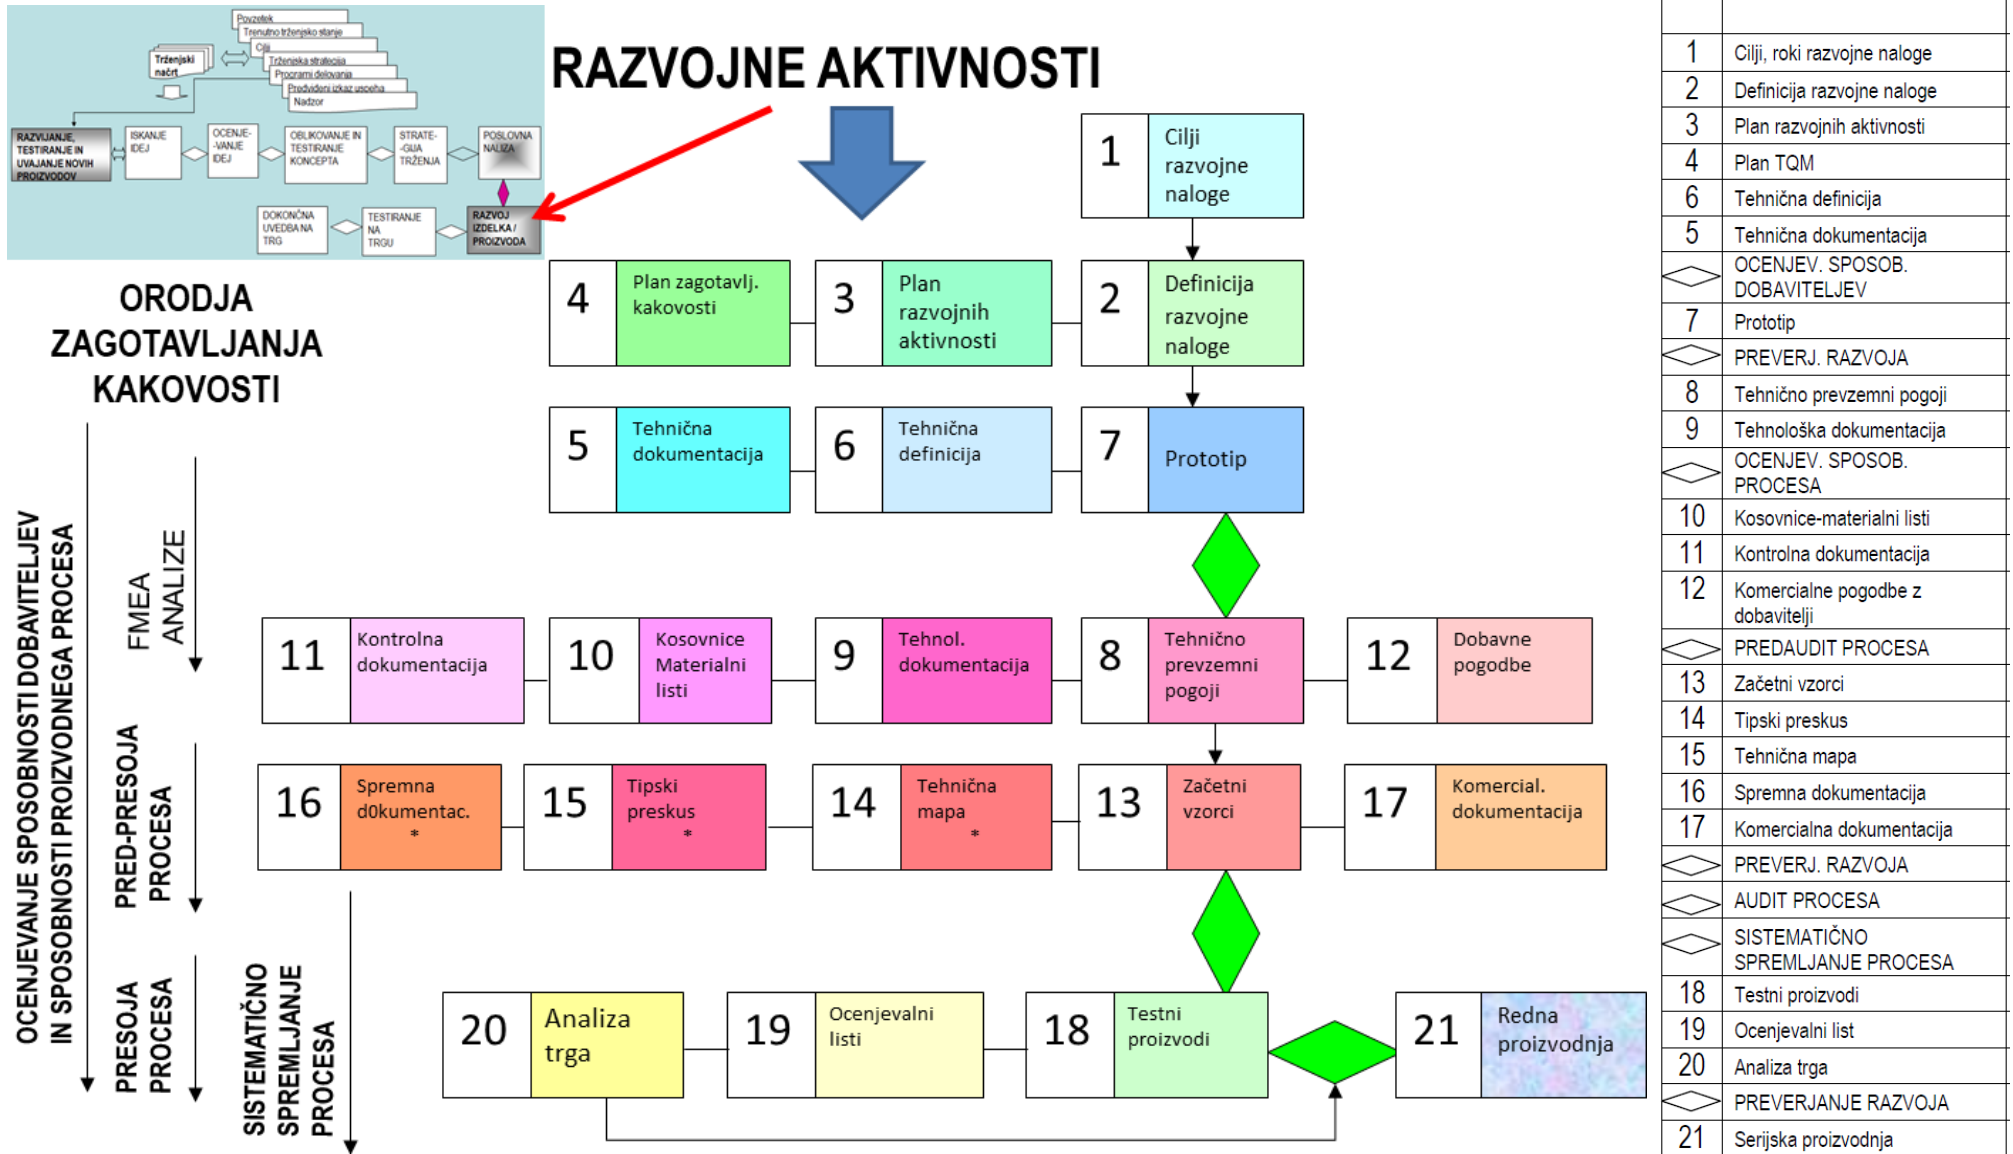 Povzetek
Trenutno trženjsko stanje
Cilji
Trženjska strategija
Programi delovanja
Predvideni izkaz uspeha
Nadzor
Trženjski
načrt
RAZVIJANJE,
TESTIRANJE IN
UVAJANJE NOVIH
PROIZVODOV
ISKANJE
IDEJ
OCENJE-
-VANJE
IDEJ
OBLIKOVANJE IN
TESTIRANJE
KONCEPTA
STRATE-
-GIJA
TRŽENJA
POSLOVNA
NALIZA
DOKONČNA
UVEDBA NA
TRG
TESTIRANJE
NA
TRGU
RAZVOJ
IZDELKA /
PROIZVODA
RAZVOJNE AKTIVNOSTI
1
Cilji
razvojne
naloge
4
Plan zagotavlj.
kakovosti
3
Plan
razvojnih
aktivnosti
2
Definicija
razvojne
naloge
ORODJA
ZAGOTAVLJANJA
KAKOVOSTI
5
Tehnična
dokumentacija
6
Tehnična
definicija
7
Prototip
OCENJEVANJE SPOSOBNOSTI DOBAVITELJEV
IN SPOSOBNOSTI PROIZVODNEGA PROCESA
FMEA
ANALIZE
PRED-PRESOJA
PROCESA
PRESOJA
PROCESA
SISTEMATIČNO
SPREMLJANJE
PROCESA
11
Kontrolna
dokumentacija
10
Kosovnice
Materialni
listi
9
Tehnol.
dokumentacija
8
Tehnično
prevzemni
pogoji
12
Dobavne
pogodbe
16
Spremna
d0kumentac.
*
15
Tipski
preskus
*
14
Tehnična
mapa
*
13
Začetni
vzorci
17
Komercial.
dokumentacija
20
Analiza
trga
19
Ocenjevalni
listi
18
Testni
proizvodi
21
Redna
proizvodnja
1 Cilji, roki razvojne naloge
2 Definicija razvojne naloge
3 Plan razvojnih aktivnosti
4 Plan TQM
6 Tehnična definicija
5 Tehnična dokumentacija
OCENJEV. SPOSOB.
DOBAVITELJEV
7 Prototip
PREVERJ. RAZVOJA
8 Tehnično prevzemni pogoji
9 Tehnološka dokumentacija
OCENJEV. SPOSOB.
PROCESA
10 Kosovnice-materialni listi
11 Kontrolna dokumentacija
12 Komercialne pogodbe z
dobavitelji
PREDAUDIT PROCESA
13 Začetni vzorci
14 Tipski preskus
15 Tehnična mapa
16 Spremna dokumentacija
17 Komercialna dokumentacija
PREVERJ. RAZVOJA
AUDIT PROCESA
SISTEMATIČNO
SPREMLJANJE PROCESA
18 Testni proizvodi
19 Ocenjevalni list
20 Analiza trga
PREVERJANJE RAZVOJA
21 Serijska proizvodnja